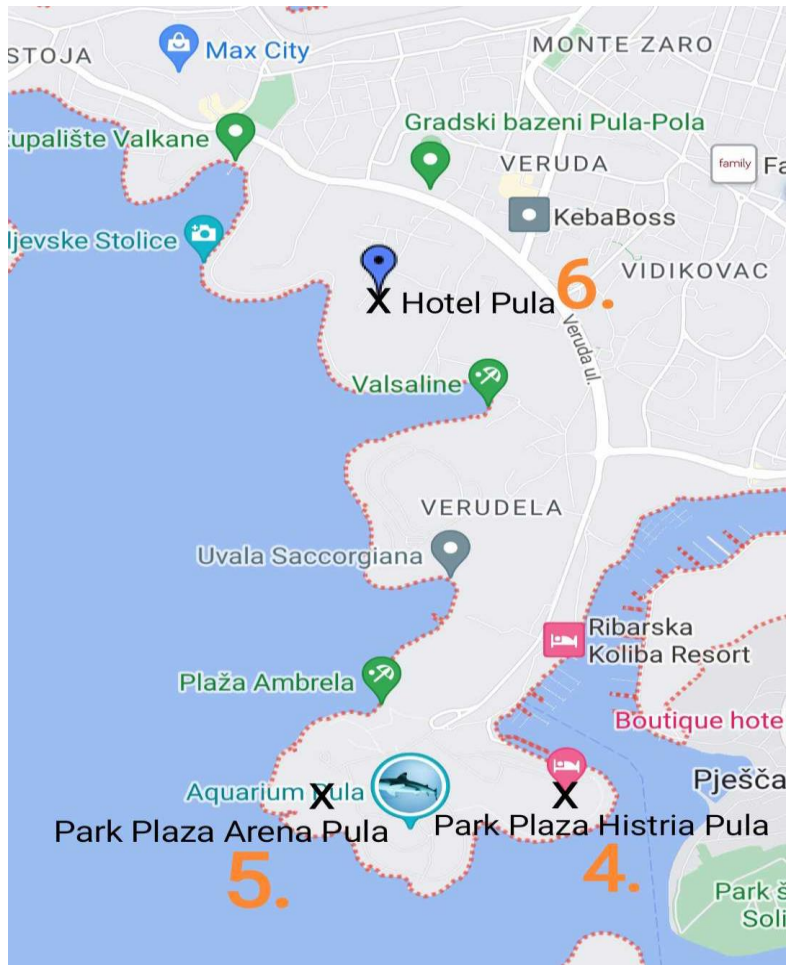 MONTE ZARO
STOJA
Max City
Gradski bazeni Pula-Pola
upalište Valkane
VERUDA
family
Fa
KebaBoss
ljevske Stolice
VIDIKOVAC
6.
Hotel Pula
Veruda ul.
Valsaline
VERUDELA
Uvala Saccorgiana
Ribarska
Koliba Resort
Plaža Ambrela
Boutique hote
Pješča
Aquarium Pula
Park Plaza Histria Pula
Park Plaza Arena Pula
4.
5.
Park š
Soli